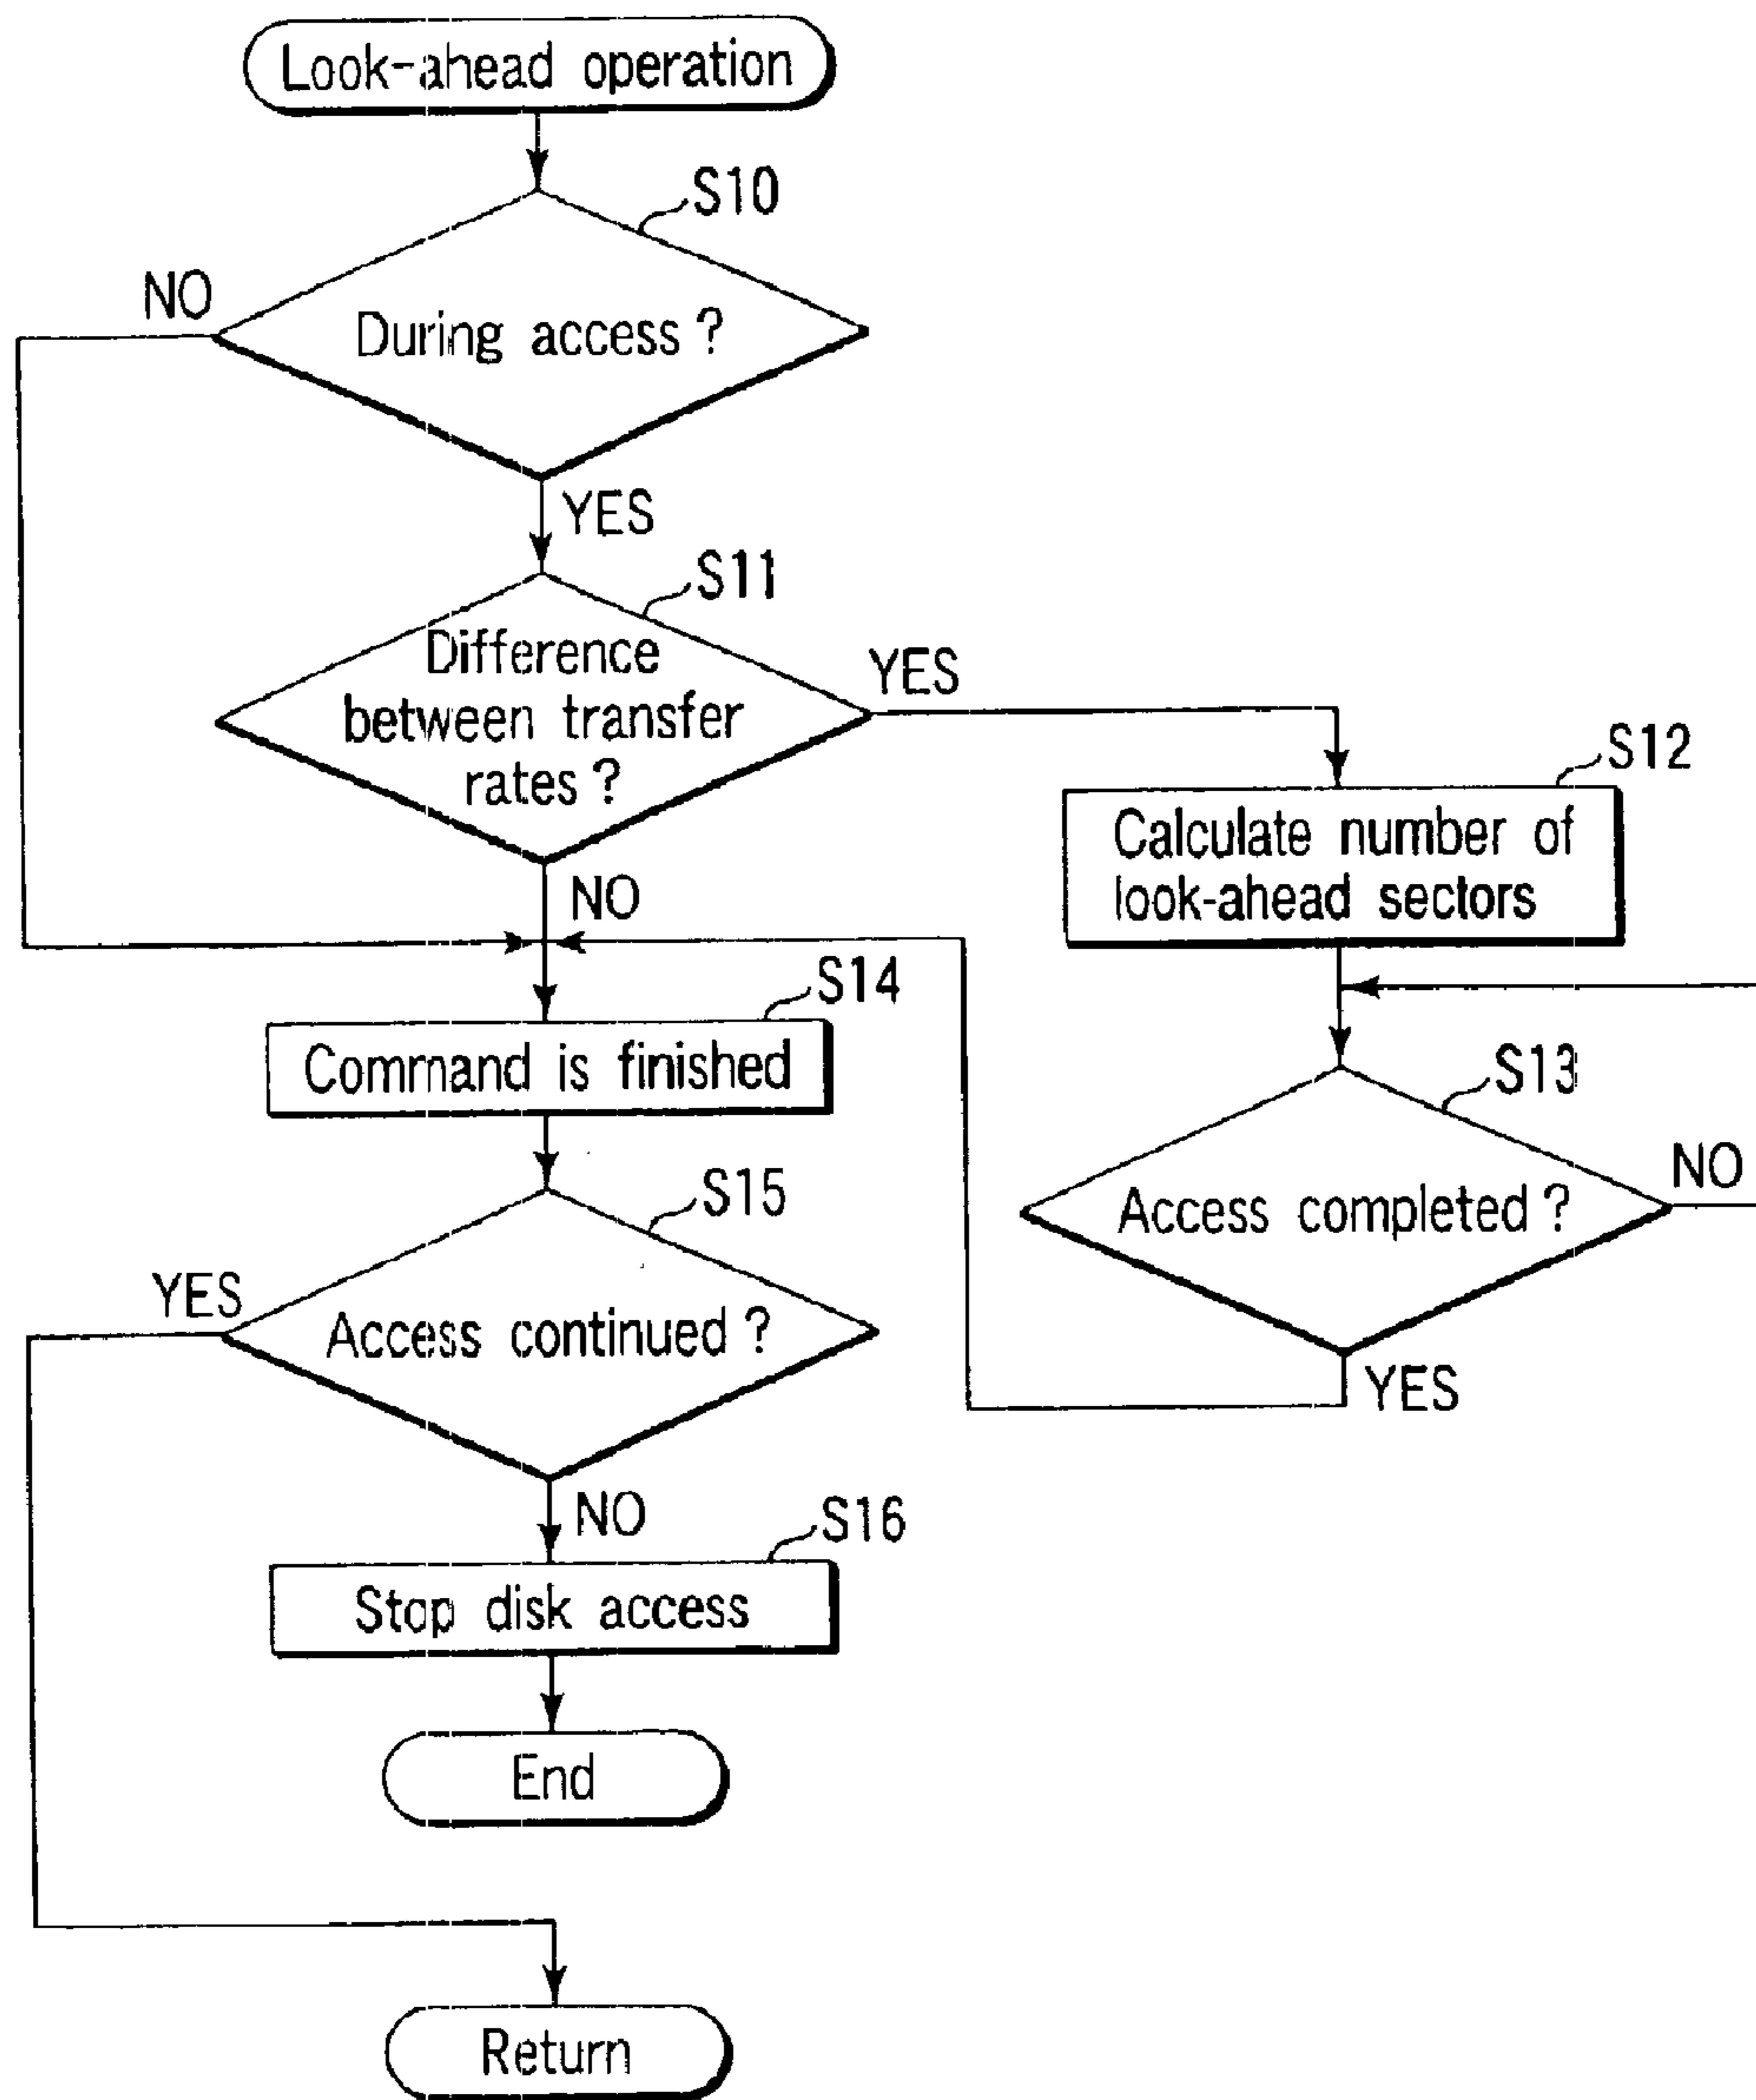 Look-ahead operation
S10
NO
During access ?
YES
S11
Difference
between transfer
rates ?
YES
S12
Calculate number of
look-ahead sectors
NO
S14
Command is finished
S13
Access completed ?
NO
YES
S15
YES
Access continued ?
NO
S16
Stop disk access
End
Return